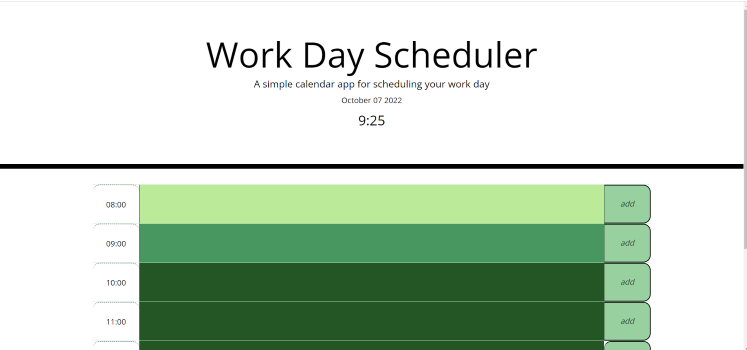 Work Day Scheduler
A simple calendar app for scheduling your work day
October 07 2022
9:25
08:00 add
09:00 add
10:00 add
11:00 add